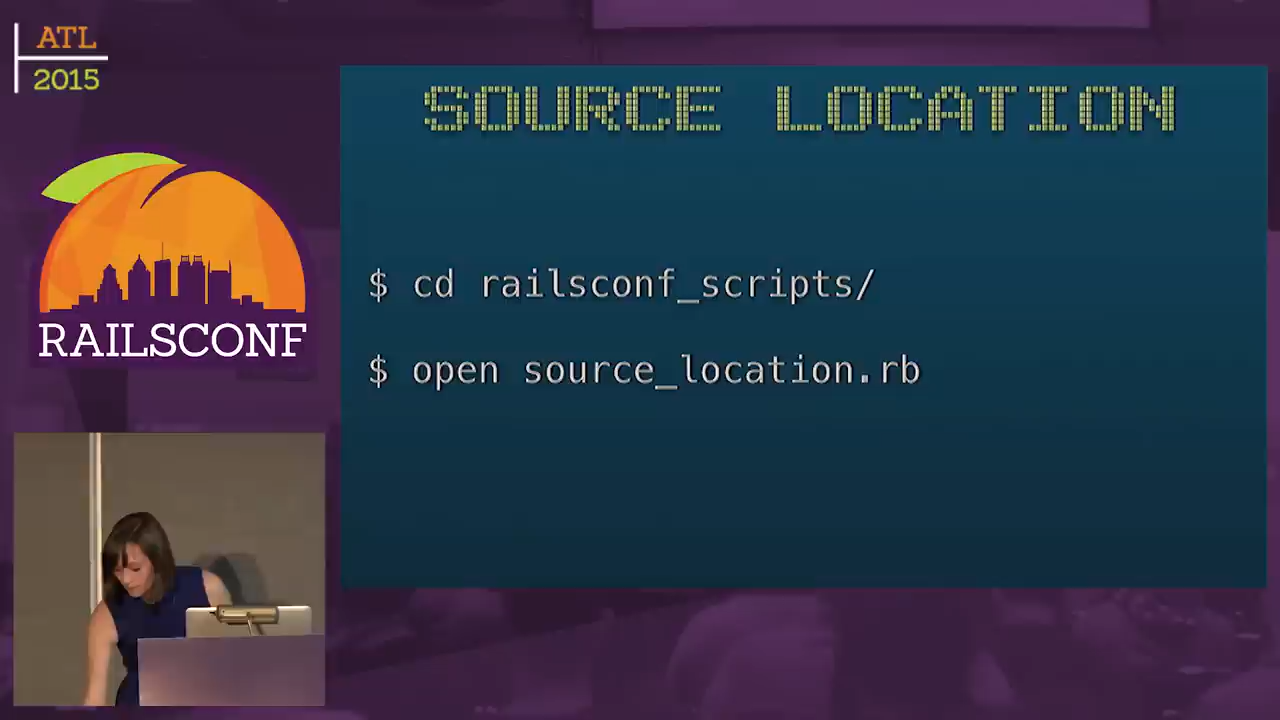 ATL
2015
RAILSCONF
SOURCE LOCATION
$ cd railsconf_scripts/
$ open source_location.rb